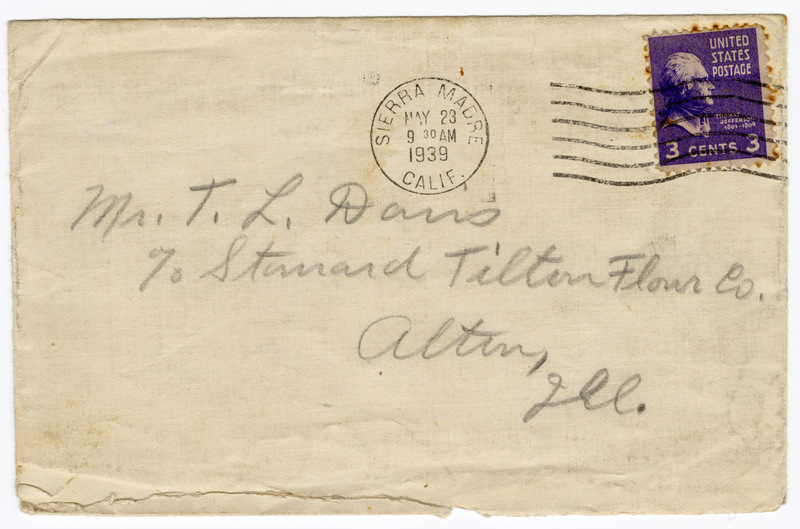 UNITED
STATES
POSTAGE
THOMAS
JEFFERSON
1801-1809
3 CENTS 3
SIERRA MADRE
MAY 23
9 30 AM
1939
CALIF.
Mr. T. L. Davis
c/o Stanard Tilton Flour Co.
Alton,
Ill.